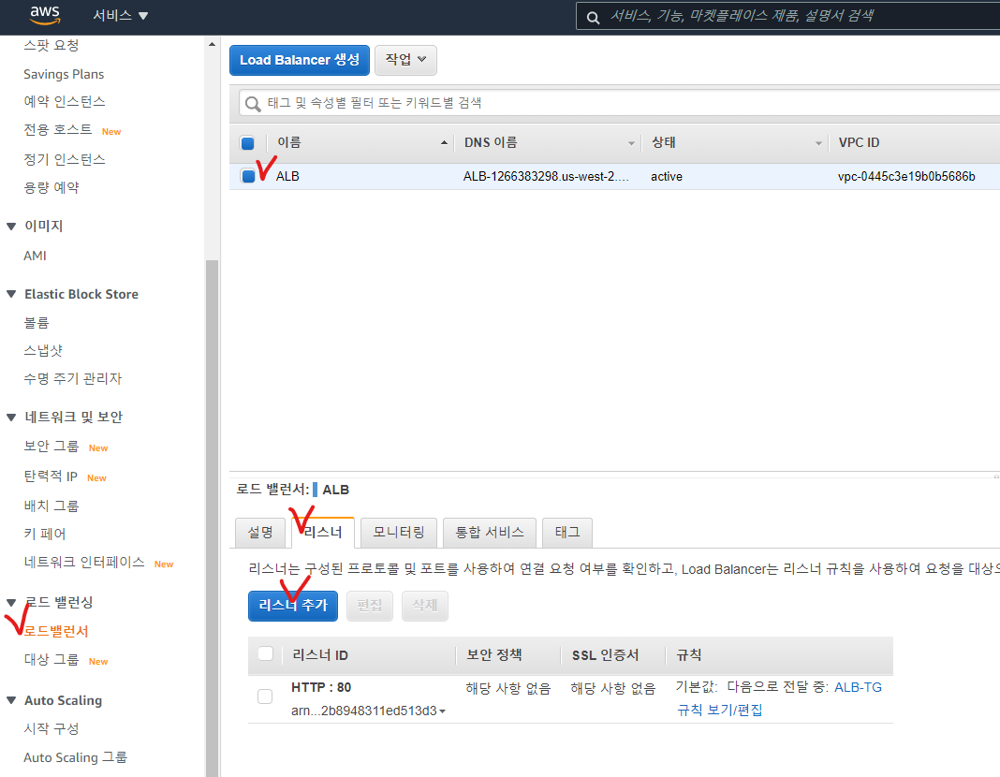 aws 서비스 ▼ 서비스, 기능, 마켓플레이스 제품, 설명서 검색
스팟 요청
Savings Plans
예약 인스턴스
전용 호스트 New
정기 인스턴스
용량 예약
이미지
AMI
Elastic Block Store
볼륨
스냅샷
수명 주기 관리자
네트워크 및 보안
보안 그룹 New
탄력적 IP New
배치 그룹
키 페어
네트워크 인터페이스 New
로드 밸런싱
로드밸런서
대상 그룹 New
Auto Scaling
시작 구성
Auto Scaling 그룹
Load Balancer 생성 작업
태그 및 속성별 필터 또는 키워드별 검색
이름 DNS 이름 상태 VPC ID
ALB ALB-1266383298.us-west-2.... active vpc-0445c3e19b0b5686b
로드 밸런서: ALB
설명 리스너 모니터링 통합 서비스 태그
리스너는 구성된 프로토콜 및 포트를 사용하여 연결 요청 여부를 확인하고, Load Balancer는 리스너 규칙을 사용하여 요청을 대상으
리스너 추가 편집 삭제
리스너 ID 보안 정책 SSL 인증서 규칙
HTTP : 80 해당 사항 없음 해당 사항 없음 기본값: 다음으로 전달 중: ALB-TG
arn...2b8948311ed513d3 규칙 보기/편집